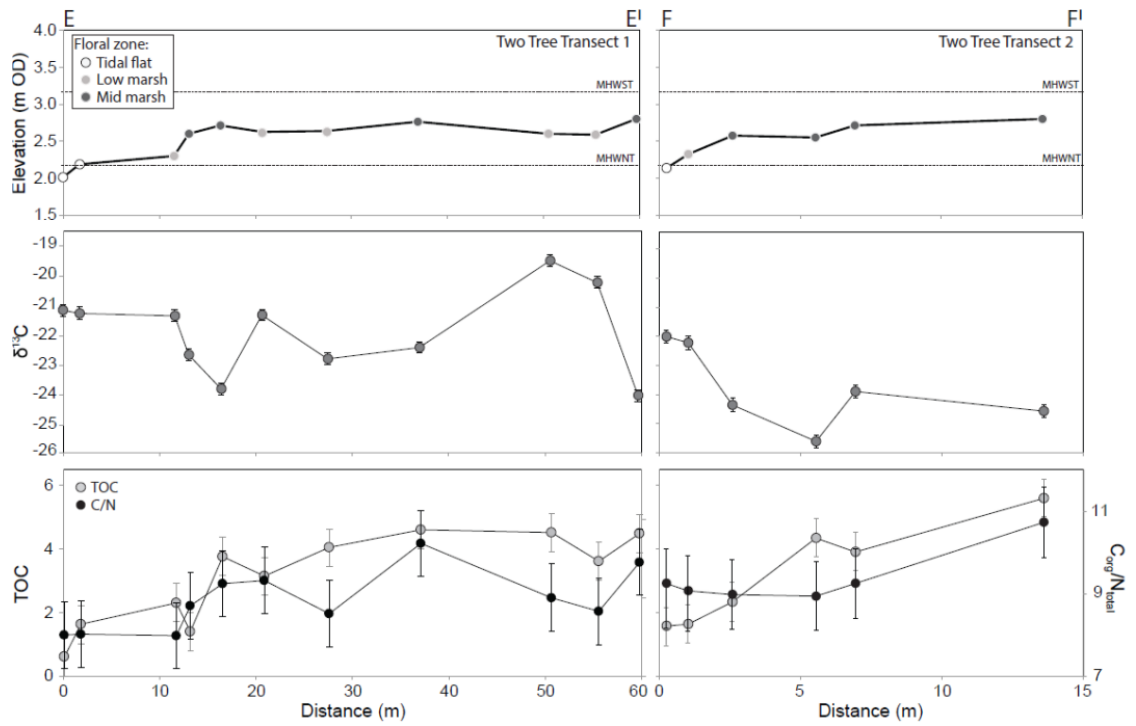 E E' F F'
Floral zone:
Tidal flat
Low marsh
Mid marsh
Two Tree Transect 1
Two Tree Transect 2
MHWST
MHWNT
MHWST
MHWNT
Elevation (m OD)
4.0
3.5
3.0
2.5
2.0
1.5
δ¹³C
-19
-20
-21
-22
-23
-24
-25
-26
TOC
C/N
TOC
6
4
2
0
11
9
7
Corg/Ntotal
0 10 20 30 40 50 60
0 5 10 15
Distance (m)
Distance (m)